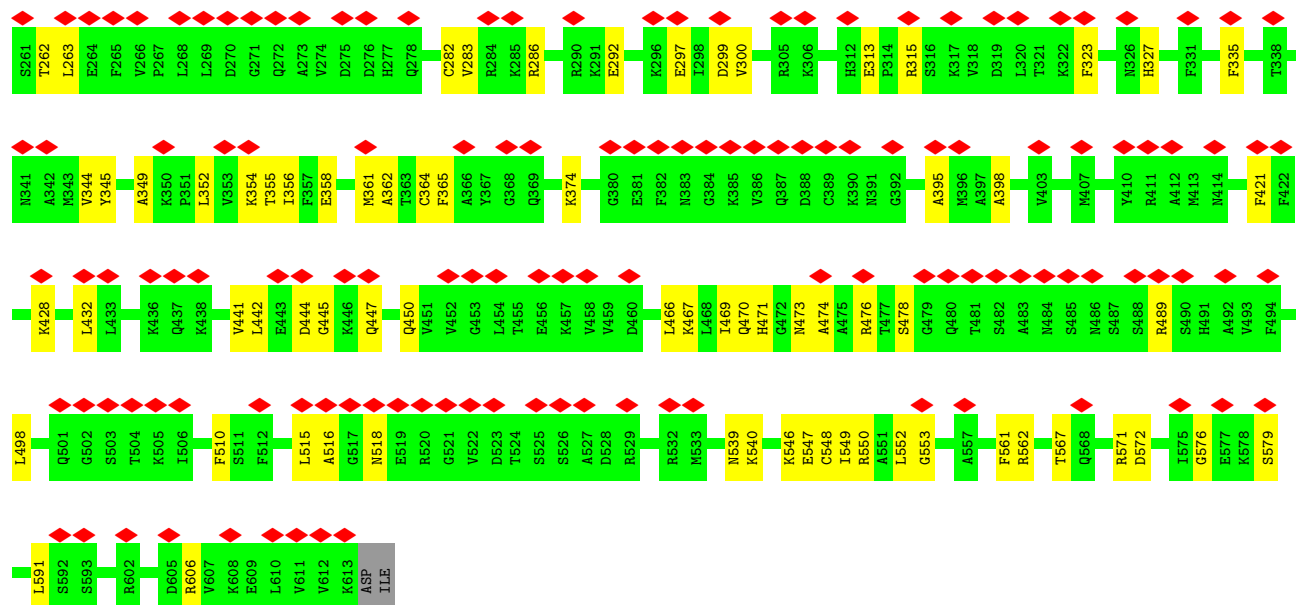 S261 T262 L263 E264 F265 V266 P267 L268 L269 D270 G271 Q272 A273 V274 D275 D276 H277 Q278 C282 V283 R284 K285 R286 R290 K291 E292 K296 E297 I298 D299 V300 R305 K306 H312 E313 P314 R315 S316 K317 V318 D319 L320 T321 K322 F323 N326 H327 F331 F335 T338
N341 A342 M343 V344 Y345 A349 K350 P351 L352 V353 K354 T355 I356 F357 E358 M361 A362 T363 C364 F365 A366 Y367 G368 Q369 K374 G380 E381 F382 N383 G384 K385 V386 Q387 D388 C389 K390 N391 G392 A395 M396 A397 A398 V403 M407 Y410 R411 A412 M413 N414 F421 F422
K428 L432 L433 K436 Q437 K438 V441 L442 E443 D444 G445 K446 Q447 Q450 V451 V452 G453 L454 T455 E456 K457 V458 V459 D460 L466 K467 L468 I469 Q470 H471 G472 N473 A474 A475 R476 T477 S478 G479 Q480 T481 S482 A483 N484 S485 N486 S487 S488 R489 S490 H491 A492 V493 F494
L498 Q501 G502 S503 T504 K505 I506 F510 S511 F512 L515 A516 G517 N518 E519 R520 G521 V522 D523 T524 S525 S526 A527 D528 R529 R532 M533 N539 K540 K546 E547 C548 I549 R550 A551 L552 G553 A557 F561 R562 T567 Q568 R571 D572 I575 G576 E577 K578 S579
L591 S592 S593 R602 D605 R606 V607 K608 E609 L610 V611 V612 K613 ASP ILE